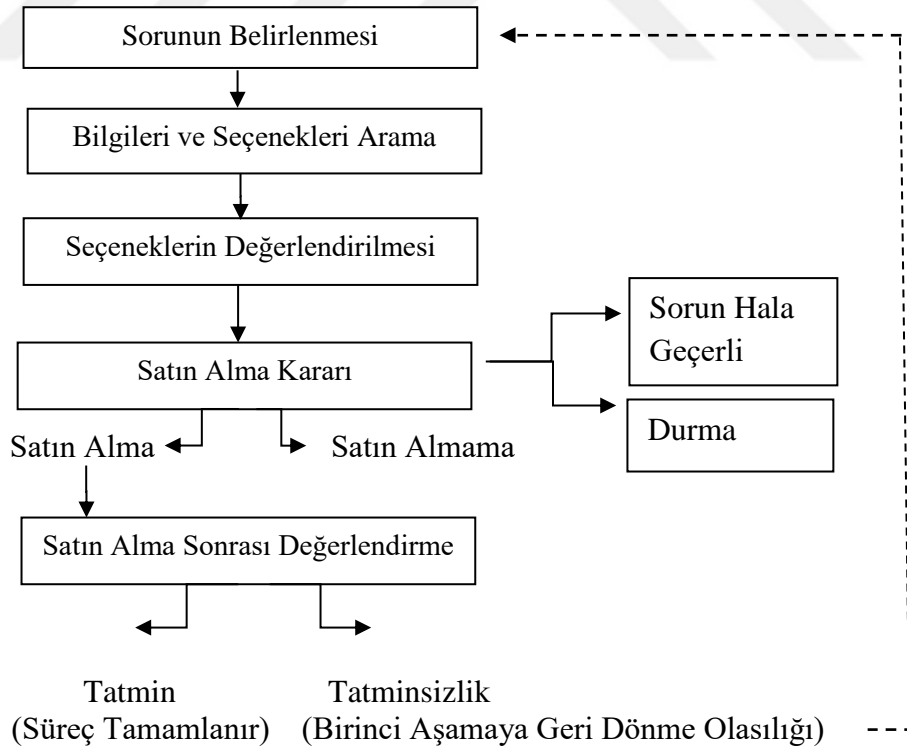 Sorunun Belirlenmesi
Bilgileri ve Seçenekleri Arama
Seçeneklerin Değerlendirilmesi
Satın Alma Kararı
Sorun Hala
Geçerli
Durma
Satın Alma
Satın Almama
Satın Alma Sonrası Değerlendirme
Tatmin
(Süreç Tamamlanır)
Tatminsizlik
(Birinci Aşamaya Geri Dönme Olasılığı)